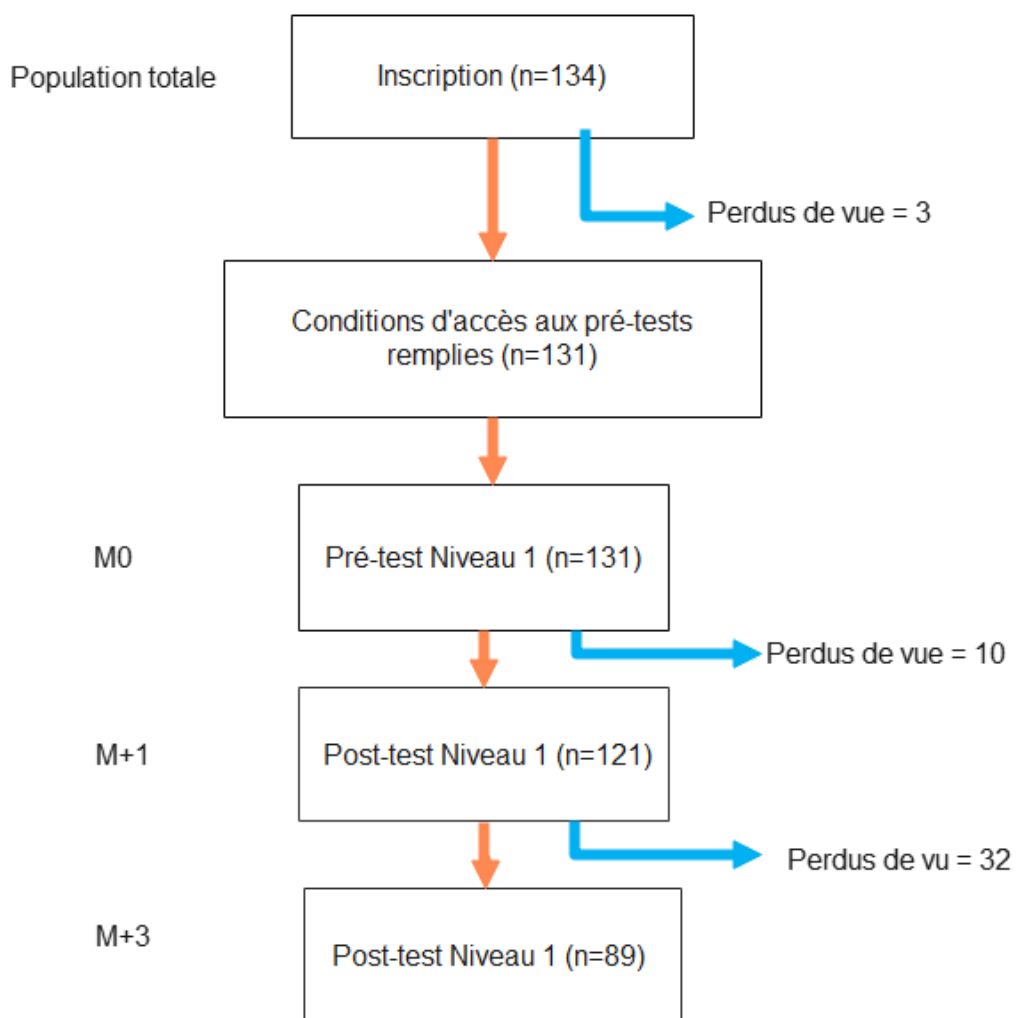 Population totale
Inscription (n=134)
Perdus de vue = 3
Conditions d'accès aux pré-tests
remplies (n=131)
M0
Pré-test Niveau 1 (n=131)
Perdus de vue = 10
M+1
Post-test Niveau 1 (n=121)
Perdus de vu = 32
M+3
Post-test Niveau 1 (n=89)